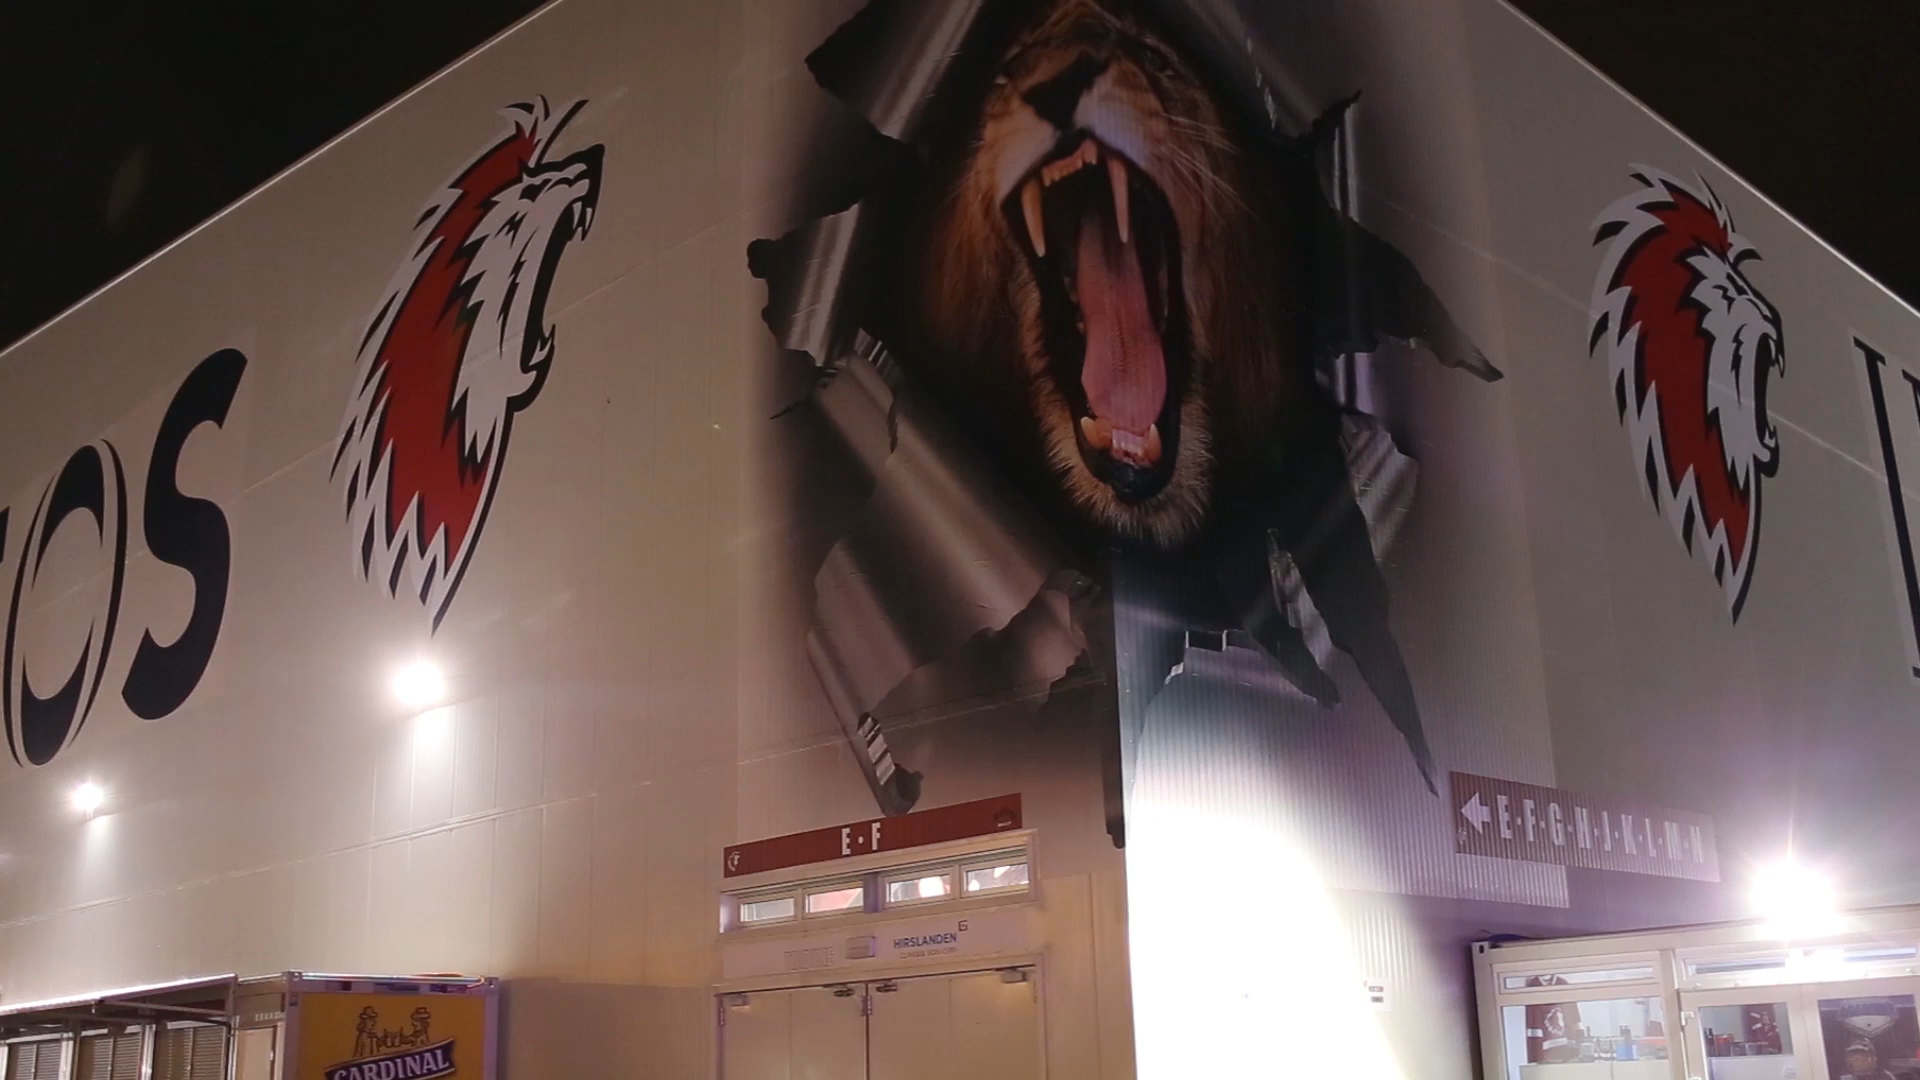 OS
E·F
E·F·G·H·J·K·L·M·N
HIRSLANDEN
CARDINAL